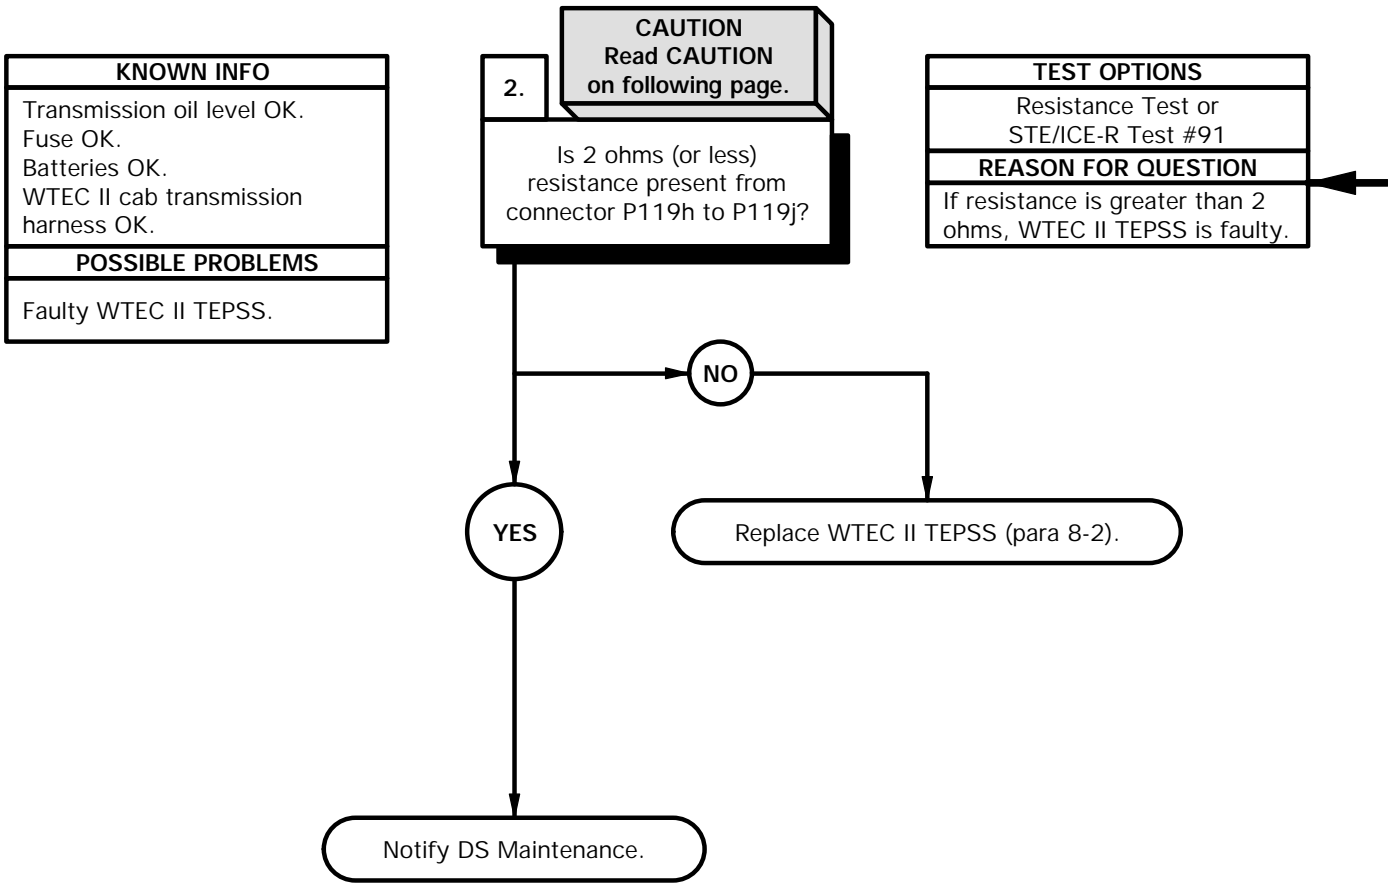 KNOWN INFO
Transmission oil level OK.
Fuse OK.
Batteries OK.
WTEC II cab transmission
harness OK.
POSSIBLE PROBLEMS
Faulty WTEC II TEPSS.
CAUTION
Read CAUTION
on following page.
2.
Is 2 ohms (or less)
resistance present from
connector P119h to P119j?
TEST OPTIONS
Resistance Test or
STE/ICE-R Test #91
REASON FOR QUESTION
If resistance is greater than 2
ohms, WTEC II TEPSS is faulty.
NO
YES
Replace WTEC II TEPSS (para 8-2).
Notify DS Maintenance.